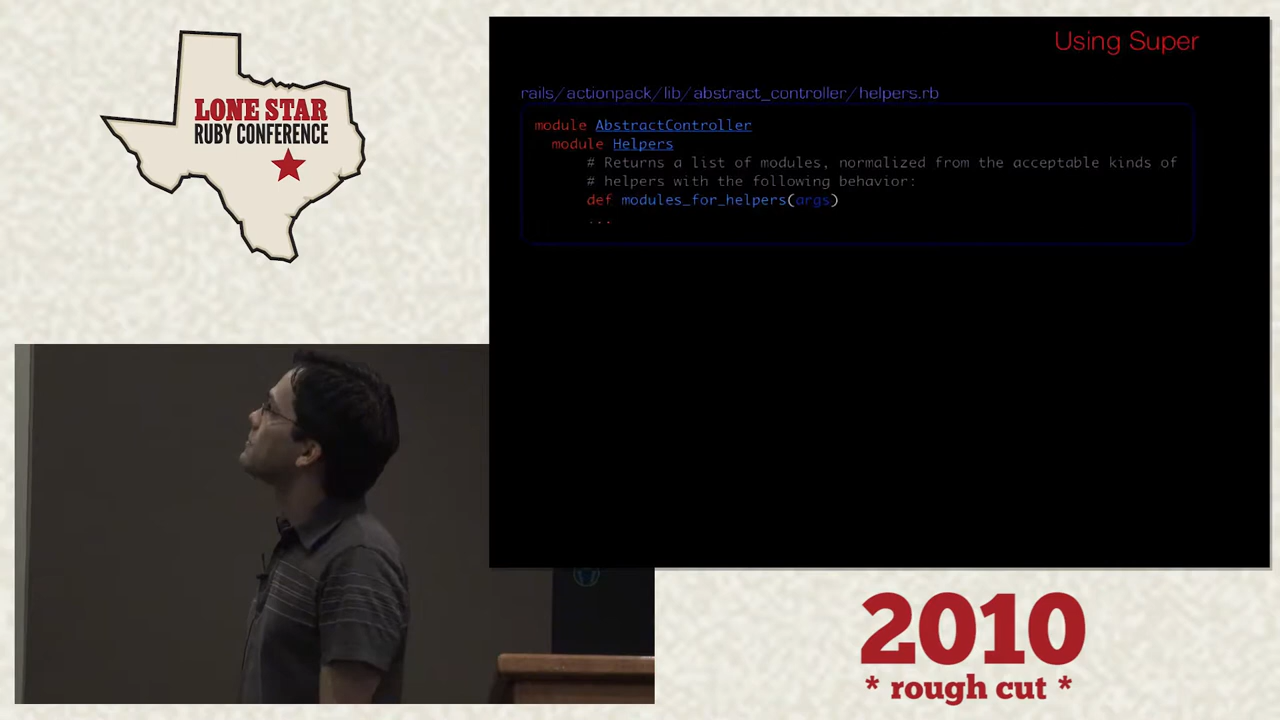 LONE STAR
RUBY CONFERENCE
Using Super
rails/actionpack/lib/abstract_controller/helpers.rb
module AbstractController
module Helpers
# Returns a list of modules, normalized from the acceptable kinds of
# helpers with the following behavior:
def modules_for_helpers(args)
...
2010
* rough cut *